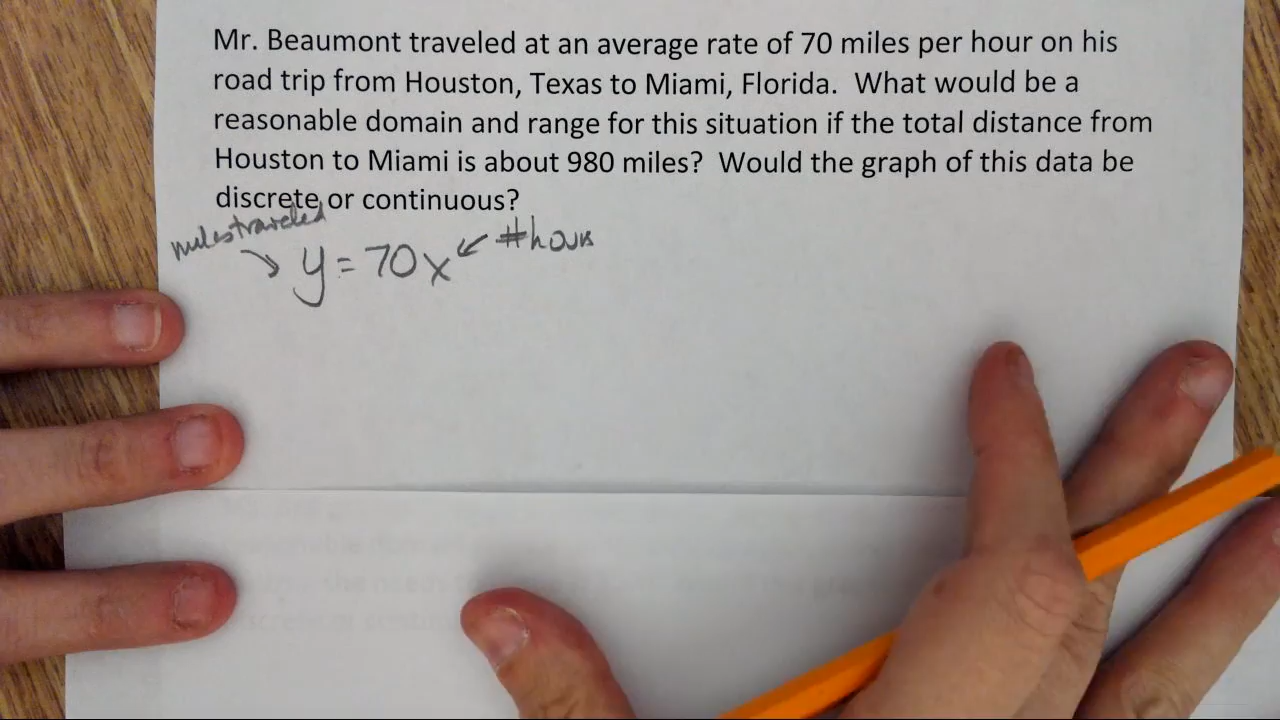 Mr. Beaumont traveled at an average rate of 70 miles per hour on his
road trip from Houston, Texas to Miami, Florida. What would be a
reasonable domain and range for this situation if the total distance from
Houston to Miami is about 980 miles? Would the graph of this data be
discrete or continuous?
miles traveled
y = 70x
#hours